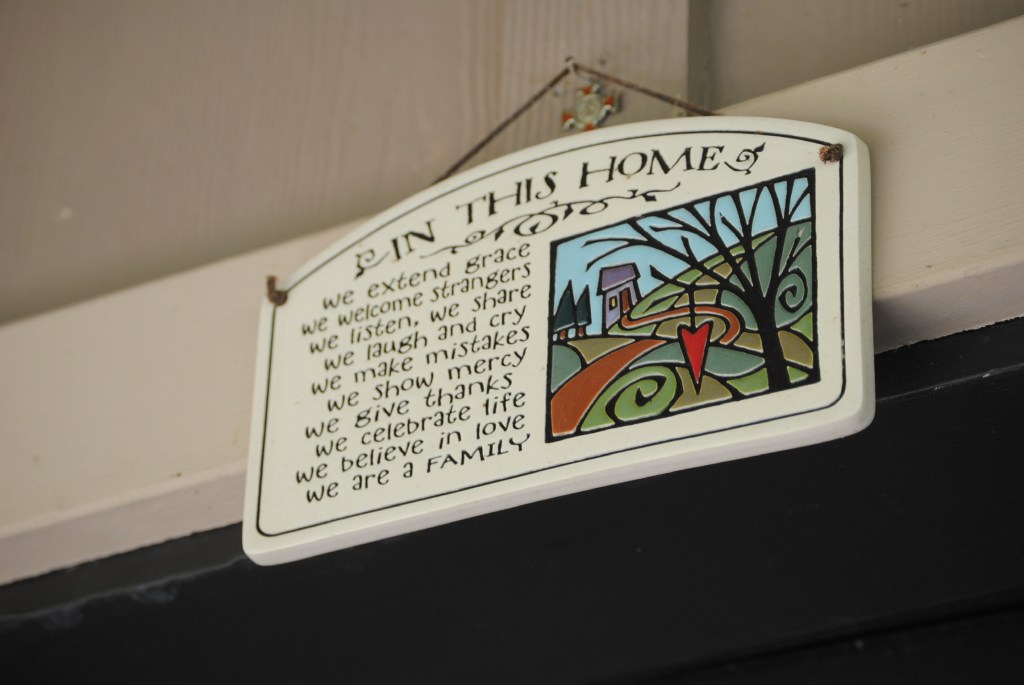 IN THIS HOME
we extend grace
we welcome strangers
we listen, we share
we laugh and cry
we make mistakes
we show mercy
we give thanks
we celebrate life
we believe in love
we are a FAMILY